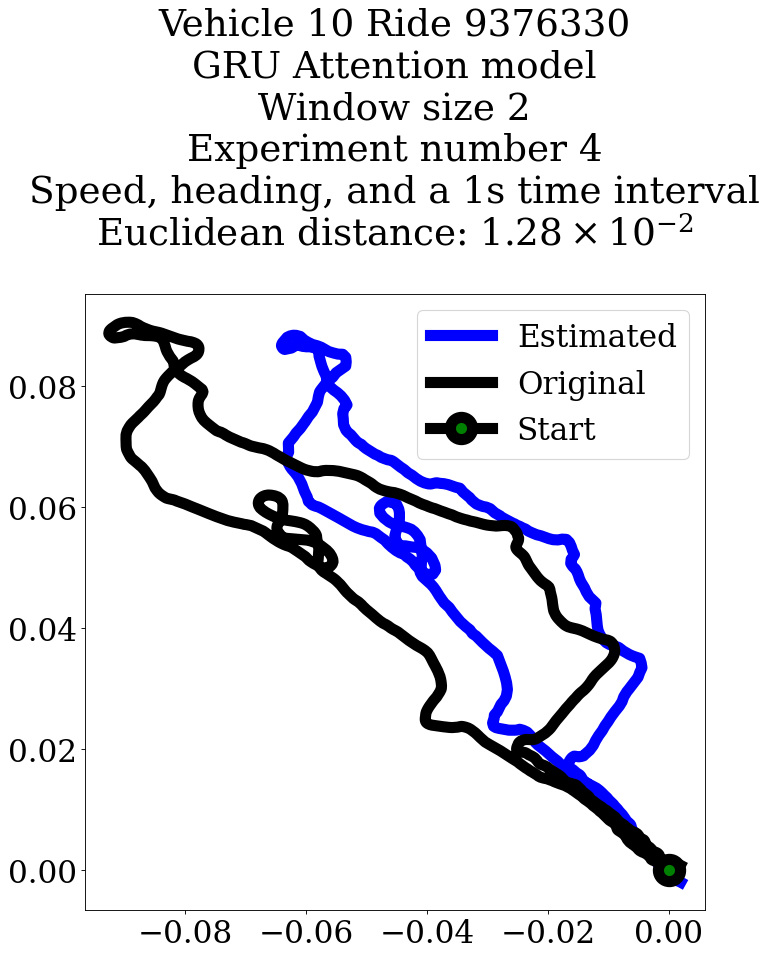 Vehicle 10 Ride 9376330
GRU Attention model
Window size 2
Experiment number 4
Speed, heading, and a 1s time interval
Euclidean distance: 1.28 × 10⁻²
Estimated
Original
Start
0.08
0.06
0.04
0.02
0.00
−0.08 −0.06 −0.04 −0.02 0.00